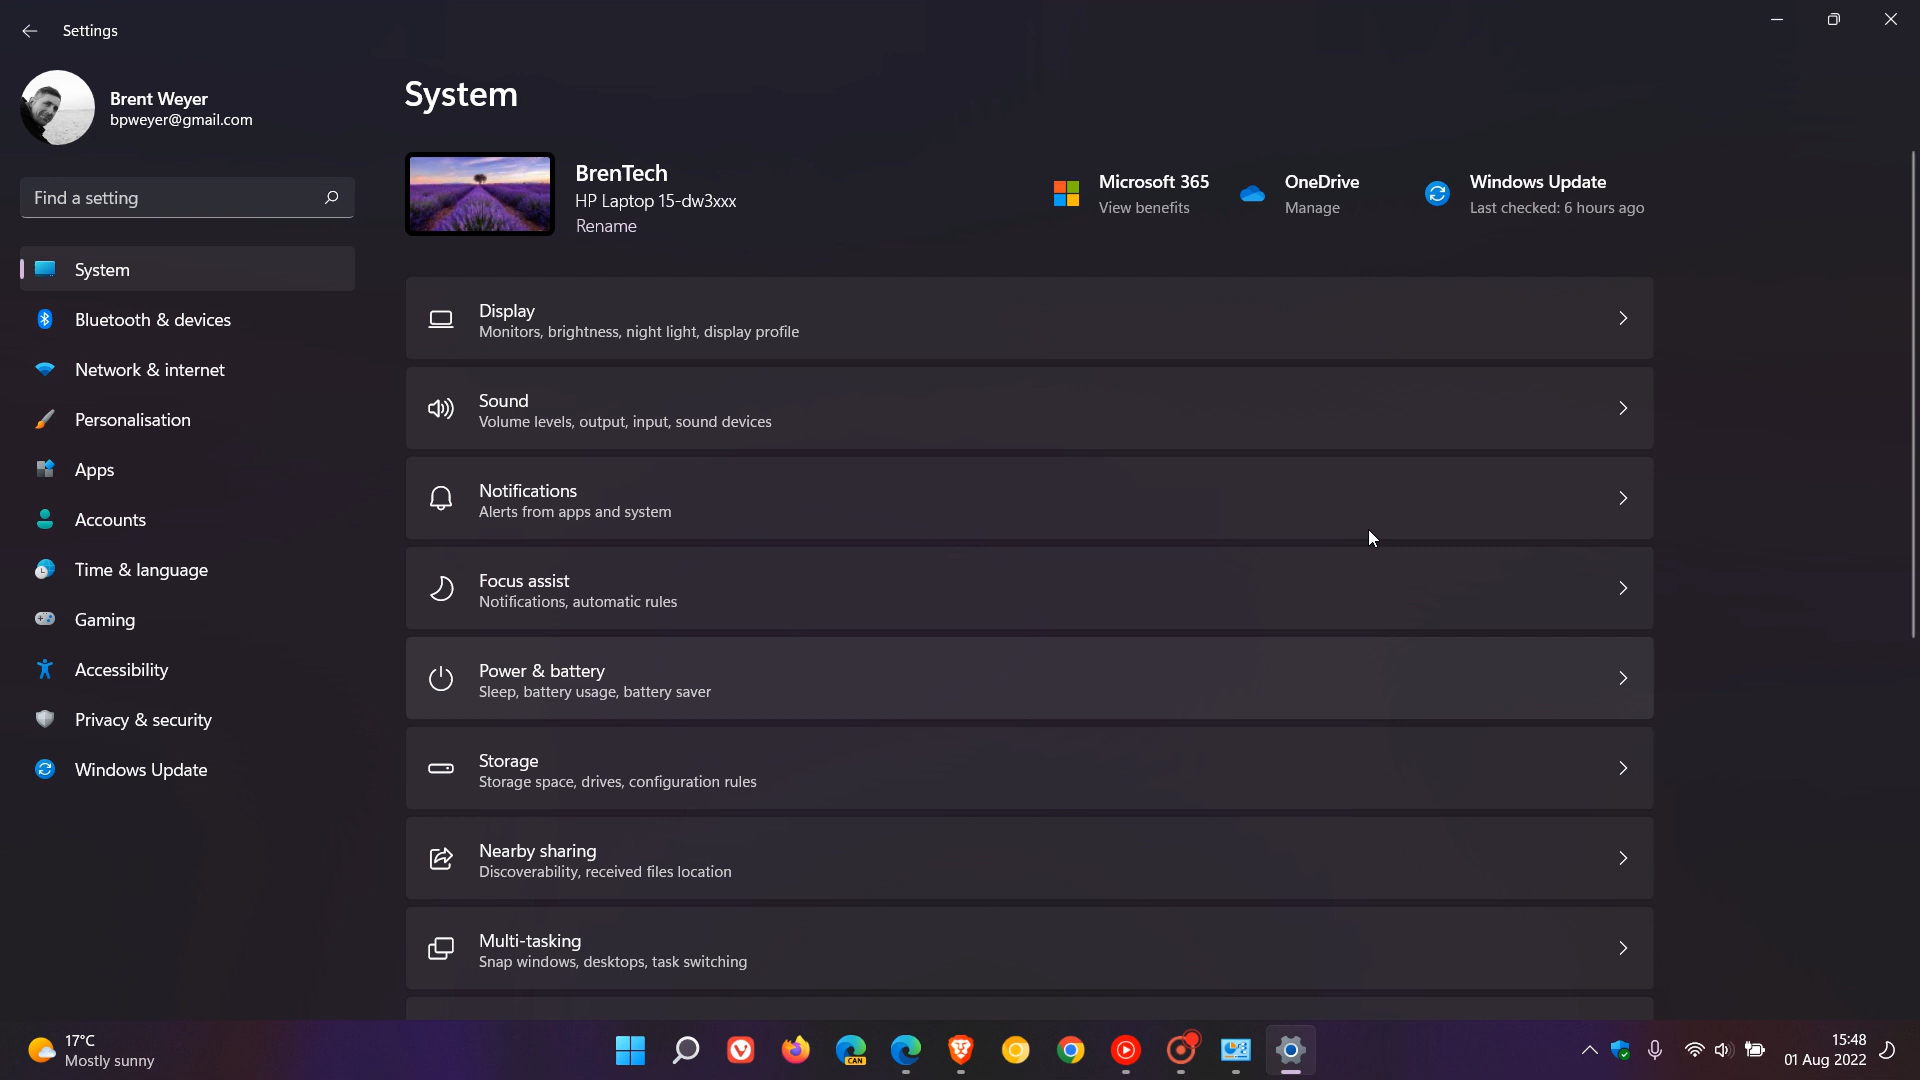 Settings
Brent Weyer
bpweyer@gmail.com
Find a setting
System
Bluetooth & devices
Network & internet
Personalisation
Apps
Accounts
Time & language
Gaming
Accessibility
Privacy & security
Windows Update
System
BrenTech
HP Laptop 15-dw3xxx
Rename
Microsoft 365
View benefits
OneDrive
Manage
Windows Update
Last checked: 6 hours ago
Display
Monitors, brightness, night light, display profile
Sound
Volume levels, output, input, sound devices
Notifications
Alerts from apps and system
Focus assist
Notifications, automatic rules
Power & battery
Sleep, battery usage, battery saver
Storage
Storage space, drives, configuration rules
Nearby sharing
Discoverability, received files location
Multi-tasking
Snap windows, desktops, task switching
17°C
Mostly sunny
CAN
15:48
01 Aug 2022